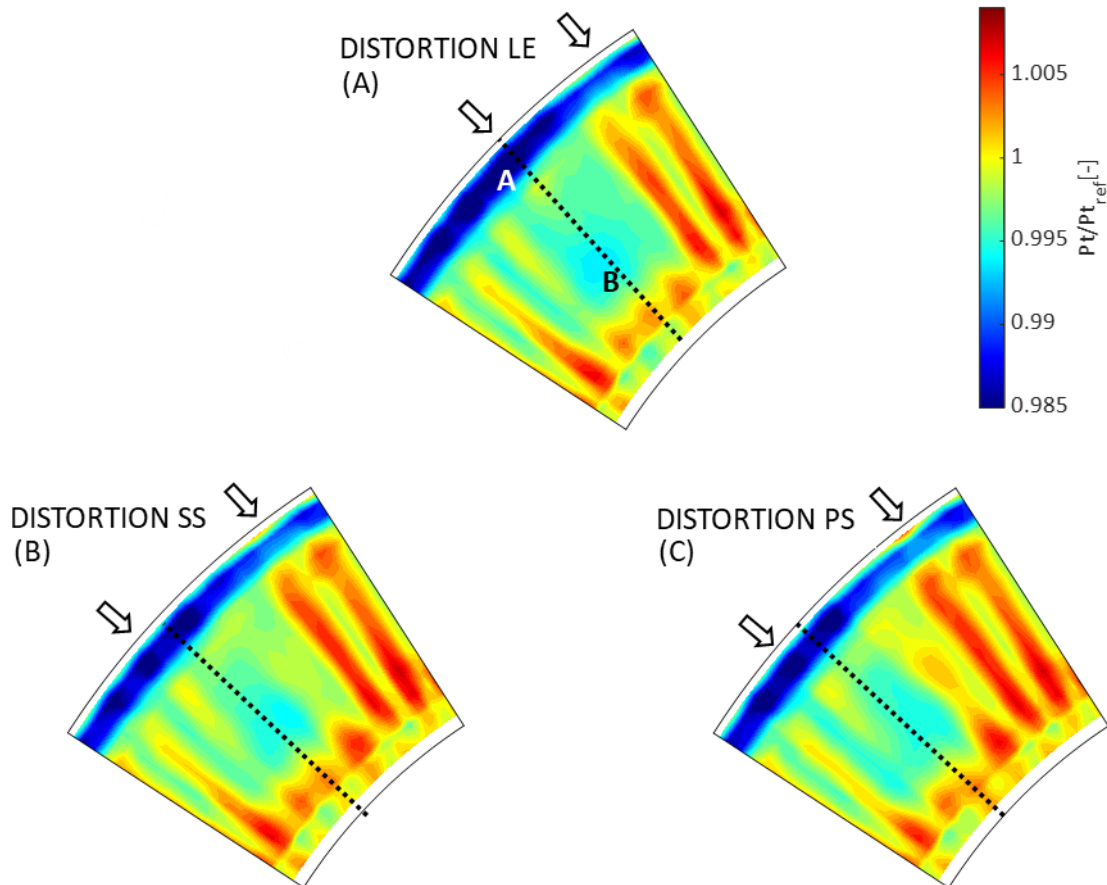 DISTORTION LE
(A)
A
B
1.005
1
0.995
0.99
0.985
Pt/Pt_ref[-]
DISTORTION SS
(B)
DISTORTION PS
(C)